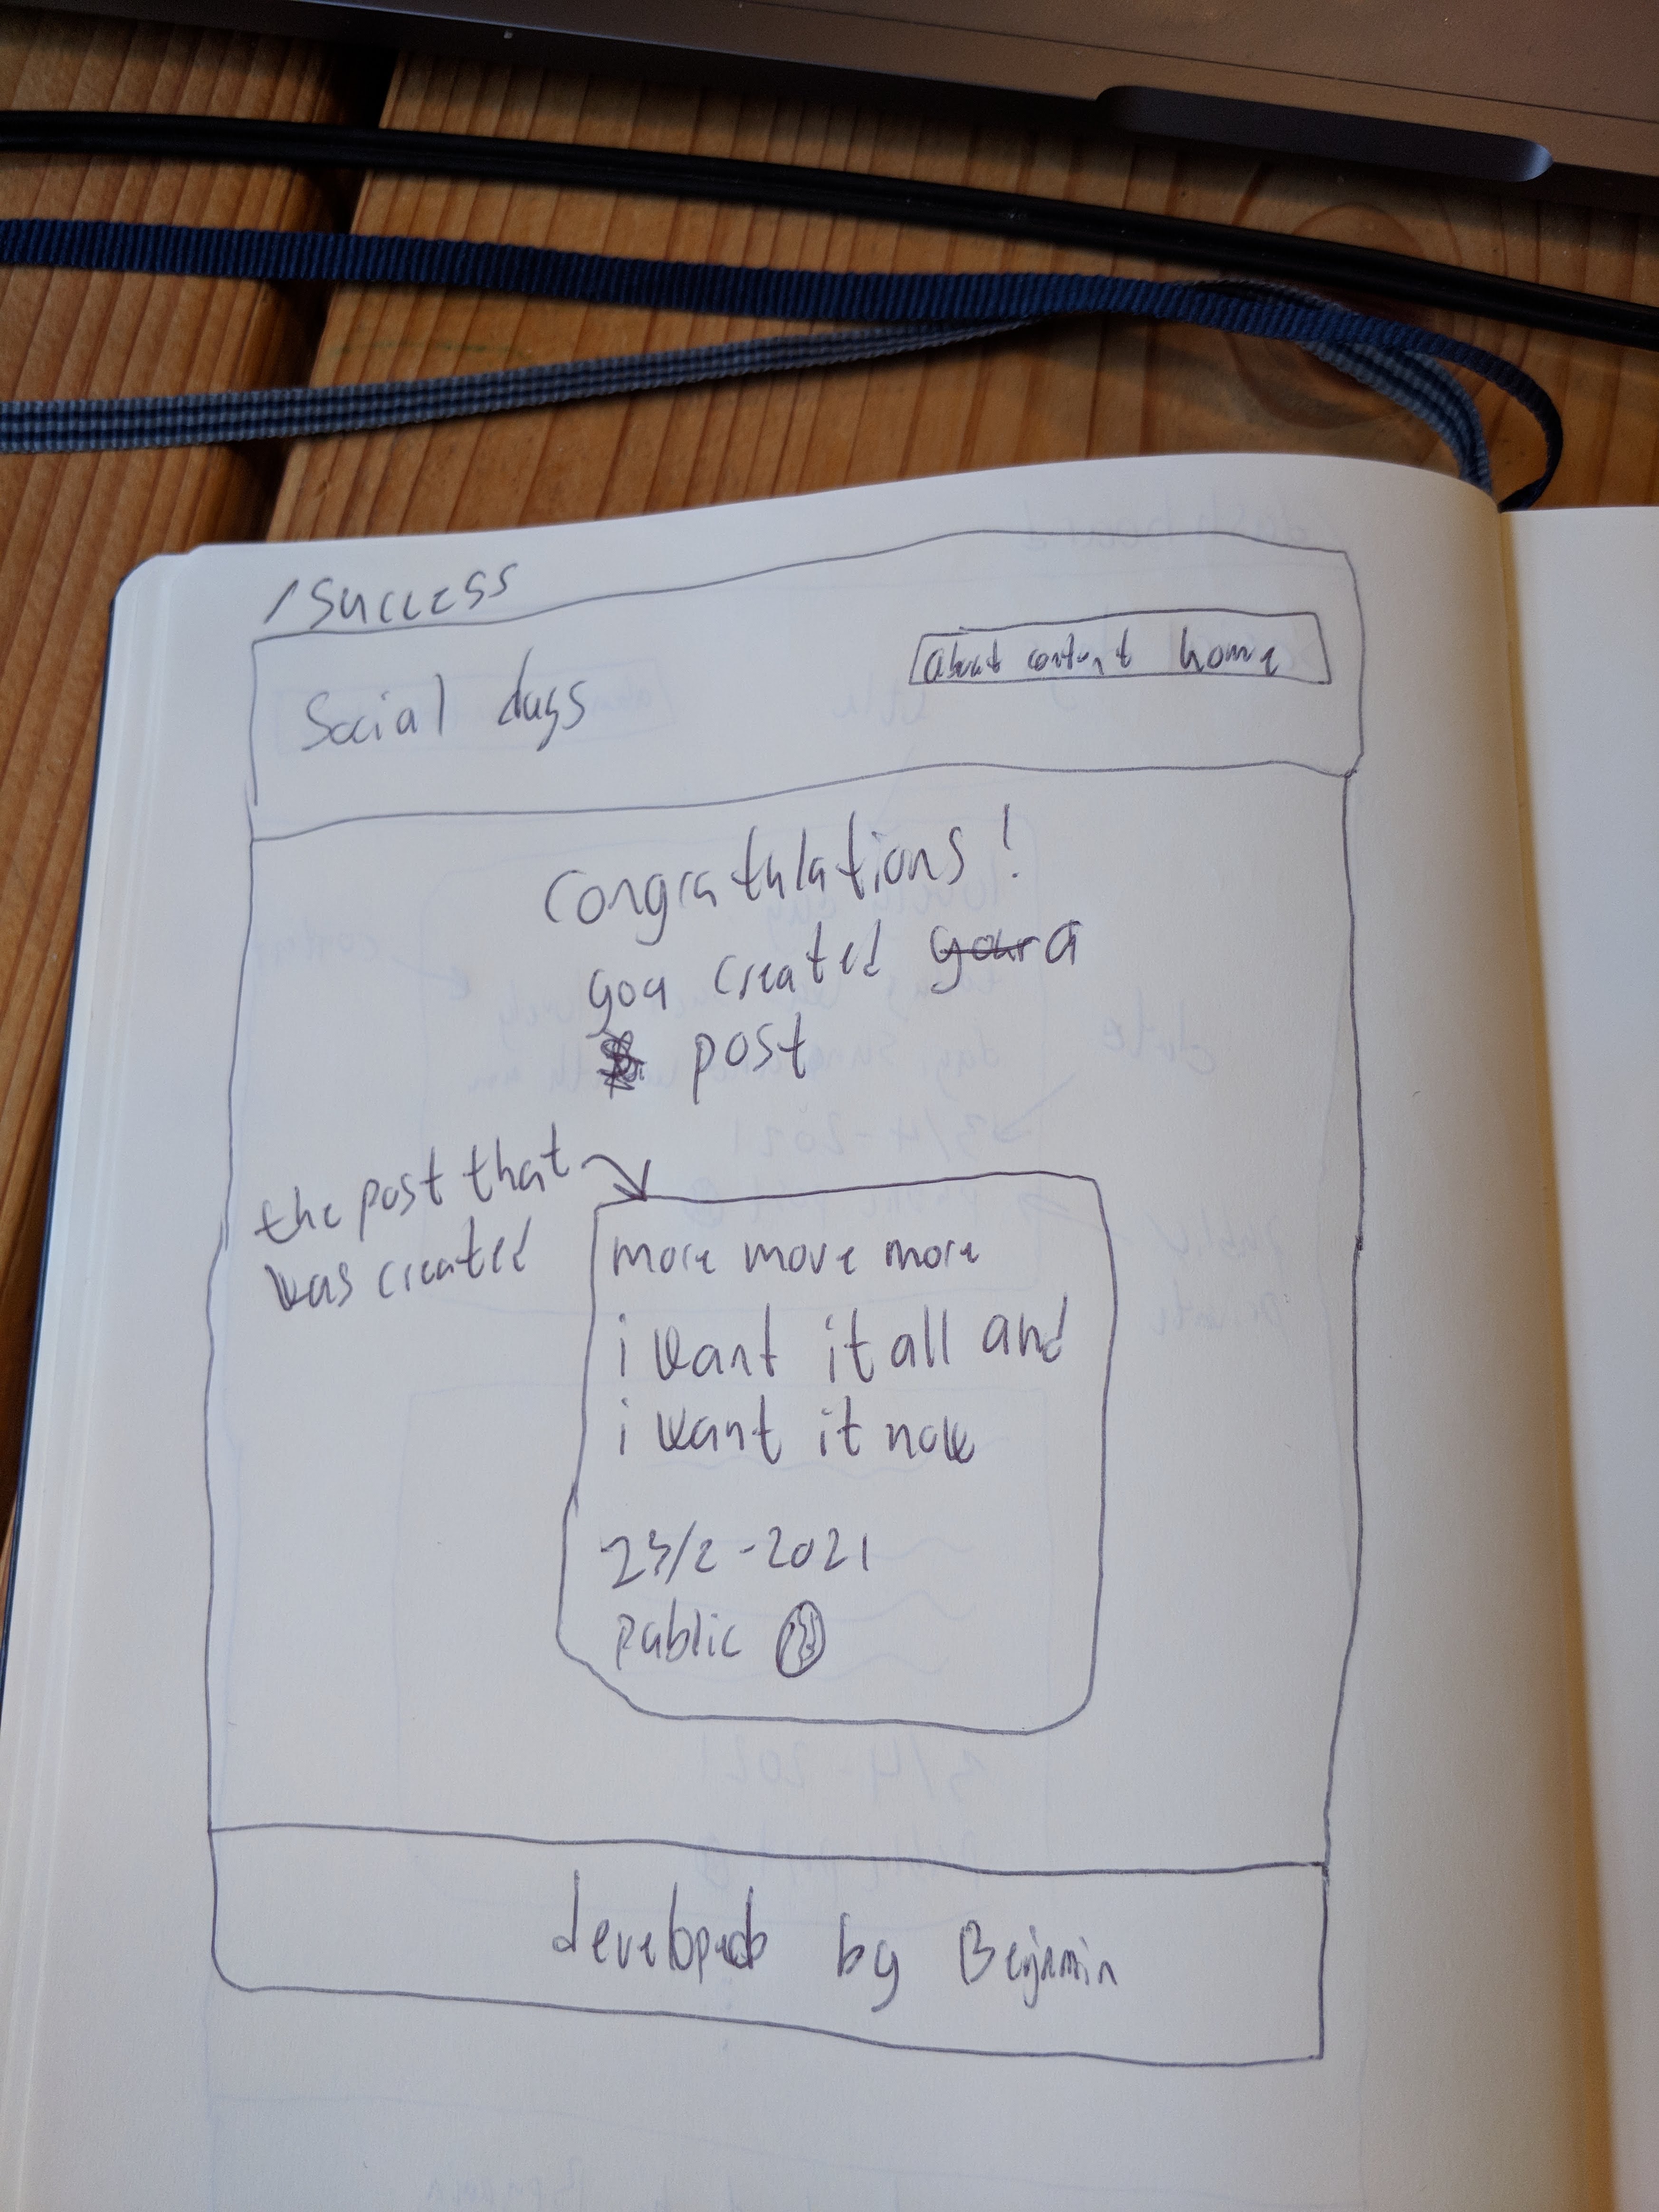 /success
Social days
about content home
Congratulations!
you created your a
post
the post that
was created
more more more
i want it all and
i want it now
23/2-2021
public
developed by Benjamin